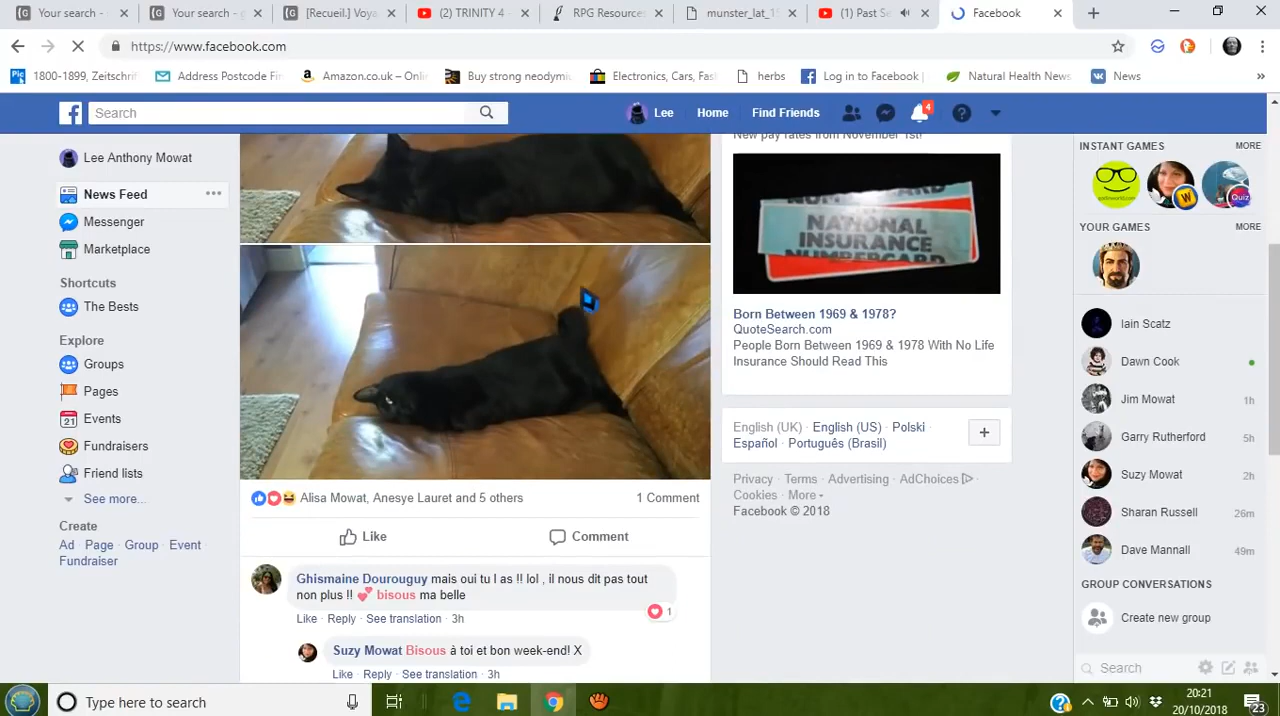 Your search -
Your search - g
[Recueil.] Voya
(2) TRINITY 4 -
RPG Resources
munster_lat_15
(1) Past Se
Facebook
https://www.facebook.com
1800-1899, Zeitschrif
Address Postcode Fin
Amazon.co.uk – Onli
Buy strong neodymiu
Electronics, Cars, Fas
herbs
Log in to Facebook |
Natural Health News
News
»
Search
Lee
Home
Find Friends
4
Lee Anthony Mowat
News Feed
Messenger
Marketplace
Shortcuts
The Bests
Explore
Groups
Pages
21 Events
Fundraisers
Friend lists
See more...
Create
Ad · Page · Group · Event
Fundraiser
Alisa Mowat, Anesye Lauret and 5 others
1 Comment
Like
Comment
Ghismaine Dourouguy mais oui tu l as !! lol , il nous dit pas tout
non plus !! 💕 bisous ma belle
1
Like · Reply · See translation · 3h
Suzy Mowat Bisous à toi et bon week-end! X
Like · Reply · See translation · 3h
New pay rates from November 1st!
NATIONAL
INSURANCE
NUMBERCARD
Born Between 1969 & 1978?
QuoteSearch.com
People Born Between 1969 & 1978 With No Life
Insurance Should Read This
English (UK) · English (US) · Polski ·
Español · Português (Brasil)
Privacy · Terms · Advertising · AdChoices ·
Cookies · More
Facebook © 2018
INSTANT GAMES
MORE
W
Quiz
YOUR GAMES
MORE
Iain Scatz
Dawn Cook
Jim Mowat 1h
Garry Rutherford 5h
Suzy Mowat 2h
Sharan Russell 26m
Dave Mannall 49m
GROUP CONVERSATIONS
Create new group
Search
Type here to search
20:21
20/10/2018
23